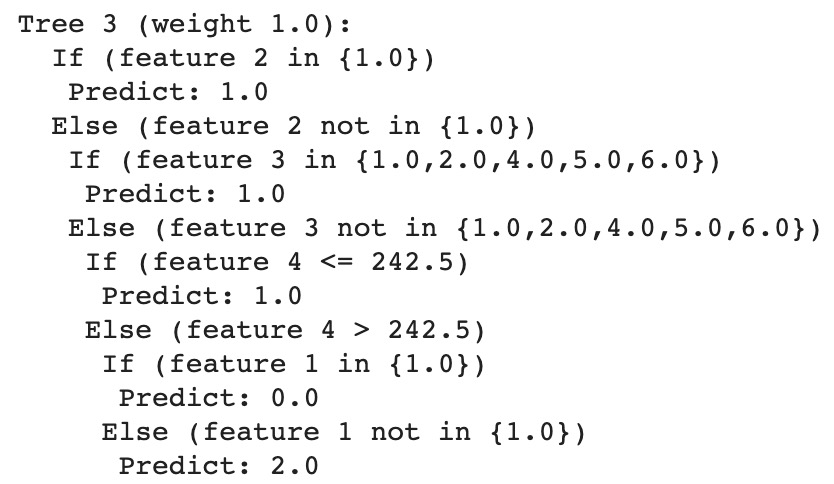 Tree 3 (weight 1.0):
If (feature 2 in {1.0})
Predict: 1.0
Else (feature 2 not in {1.0})
If (feature 3 in {1.0,2.0,4.0,5.0,6.0})
Predict: 1.0
Else (feature 3 not in {1.0,2.0,4.0,5.0,6.0})
If (feature 4 <= 242.5)
Predict: 1.0
Else (feature 4 > 242.5)
If (feature 1 in {1.0})
Predict: 0.0
Else (feature 1 not in {1.0})
Predict: 2.0